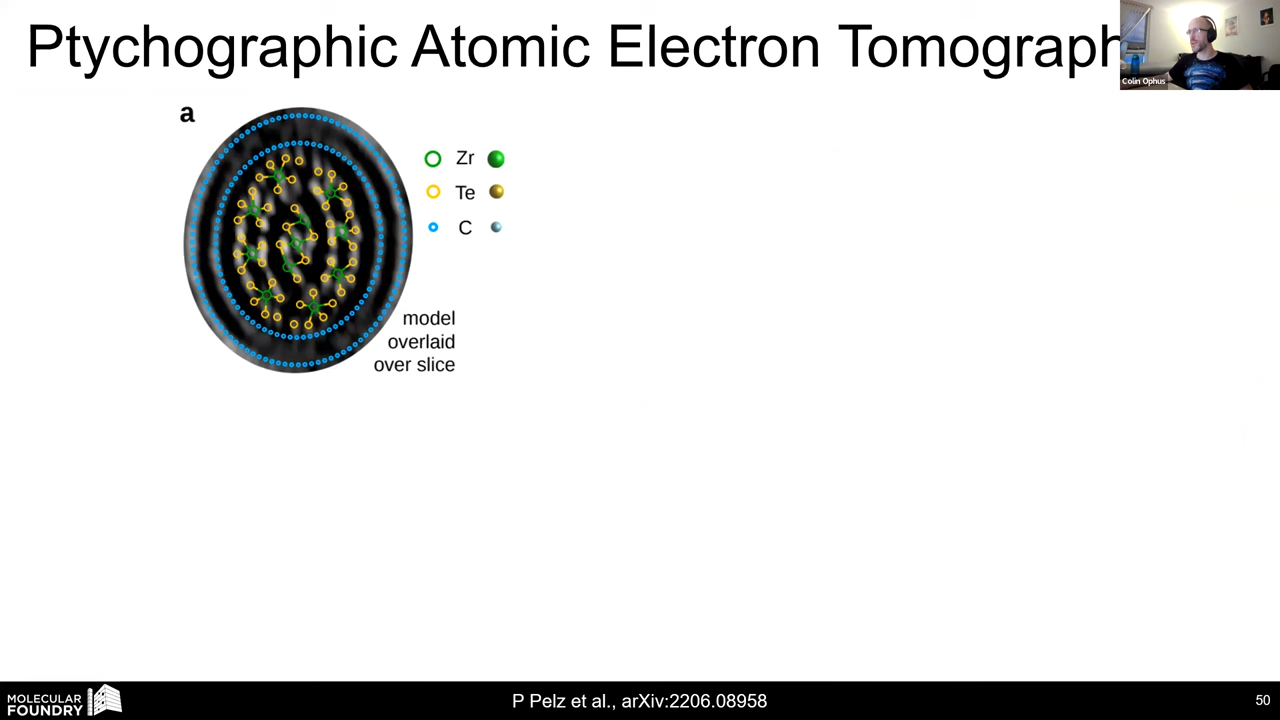 Ptychographic Atomic Electron Tomograph
Colin Ophus
a
Zr
Te
C
model
overlaid
over slice
MOLECULAR
FOUNDRY
P Pelz et al., arXiv:2206.08958
50